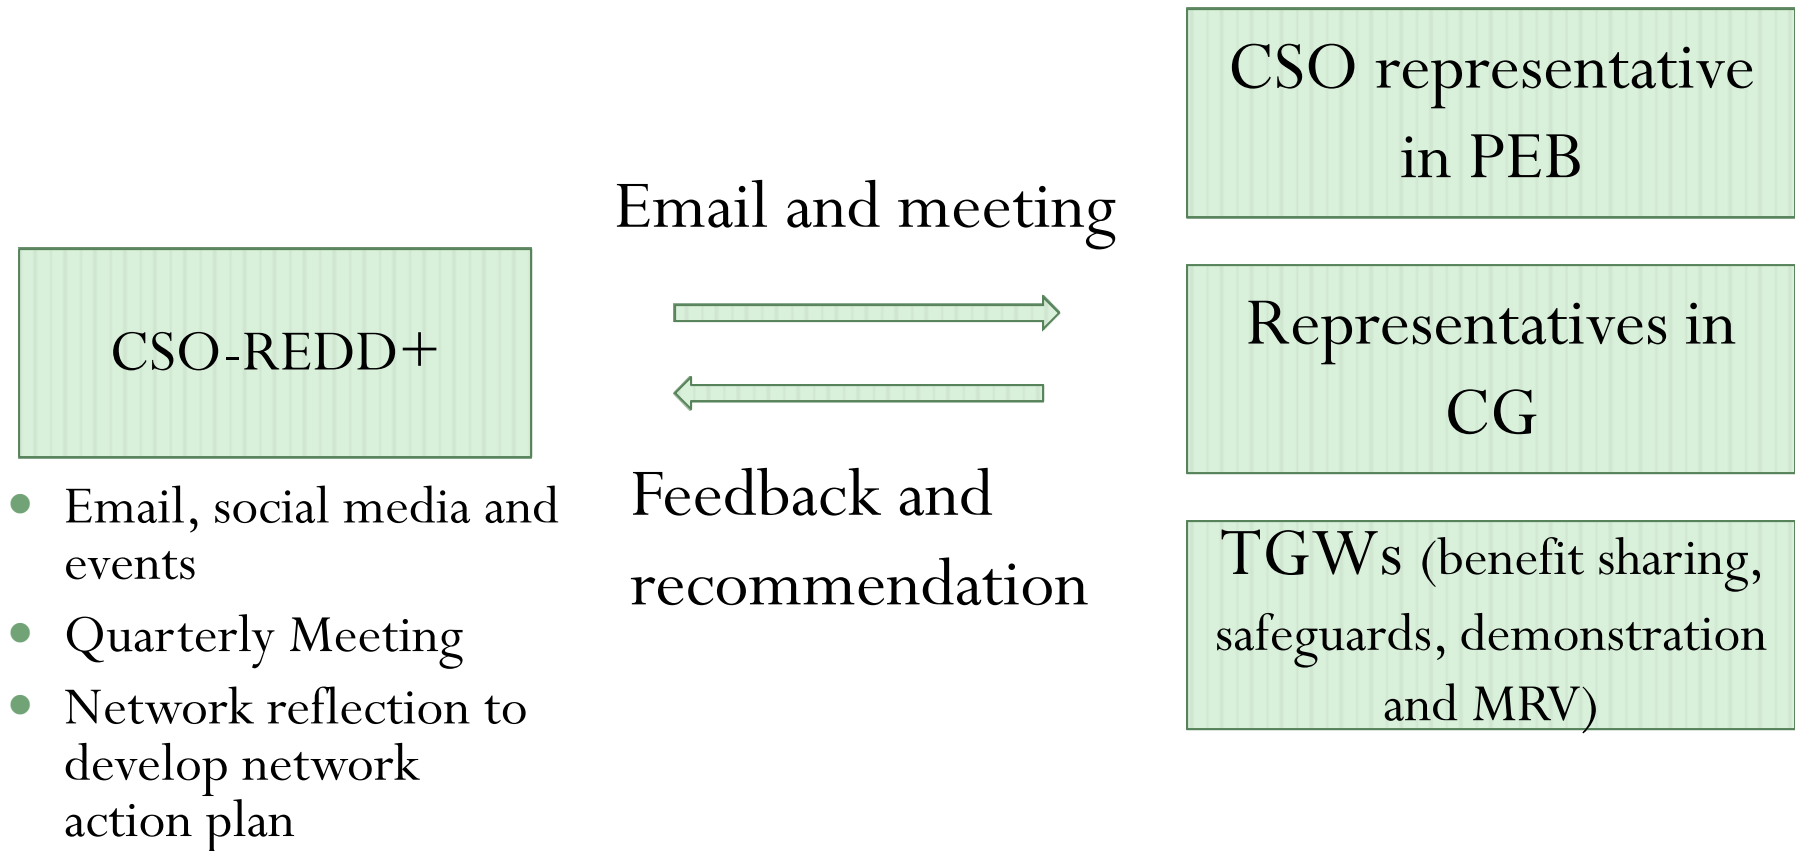 CSO-REDD+
• Email, social media and
events
• Quarterly Meeting
• Network reflection to
develop network
action plan
Email and meeting
Feedback and
recommendation
CSO representative
in PEB
Representatives in
CG
TGWs (benefit sharing,
safeguards, demonstration
and MRV)